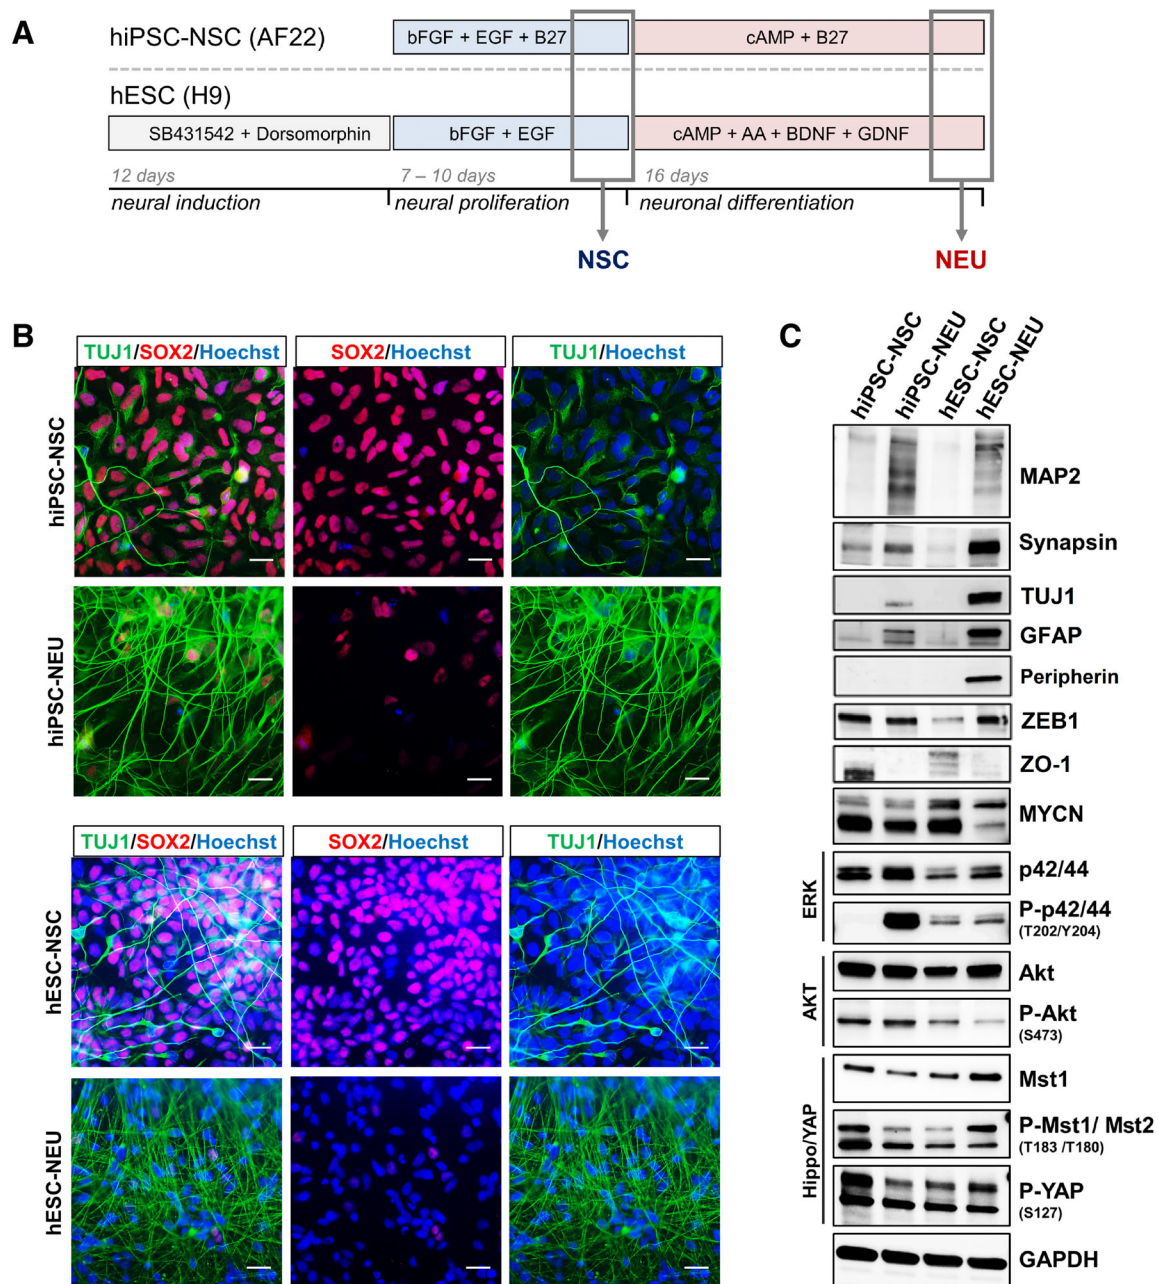 A
hiPSC-NSC (AF22)
bFGF + EGF + B27
cAMP + B27
hESC (H9)
SB431542 + Dorsomorphin
bFGF + EGF
cAMP + AA + BDNF + GDNF
12 days
7 – 10 days
16 days
neural induction
neural proliferation
neuronal differentiation
NSC
NEU
B
TUJ1/SOX2/Hoechst
SOX2/Hoechst
TUJ1/Hoechst
hiPSC-NSC
hiPSC-NEU
TUJ1/SOX2/Hoechst
SOX2/Hoechst
TUJ1/Hoechst
hESC-NSC
hESC-NEU
C
hiPSC-NSC
hiPSC-NEU
hESC-NSC
hESC-NEU
MAP2
Synapsin
TUJ1
GFAP
Peripherin
ZEB1
ZO-1
MYCN
ERK
p42/44
P-p42/44
(T202/Y204)
AKT
Akt
P-Akt
(S473)
Hippo/YAP
Mst1
P-Mst1/ Mst2
(T183 /T180)
P-YAP
(S127)
GAPDH